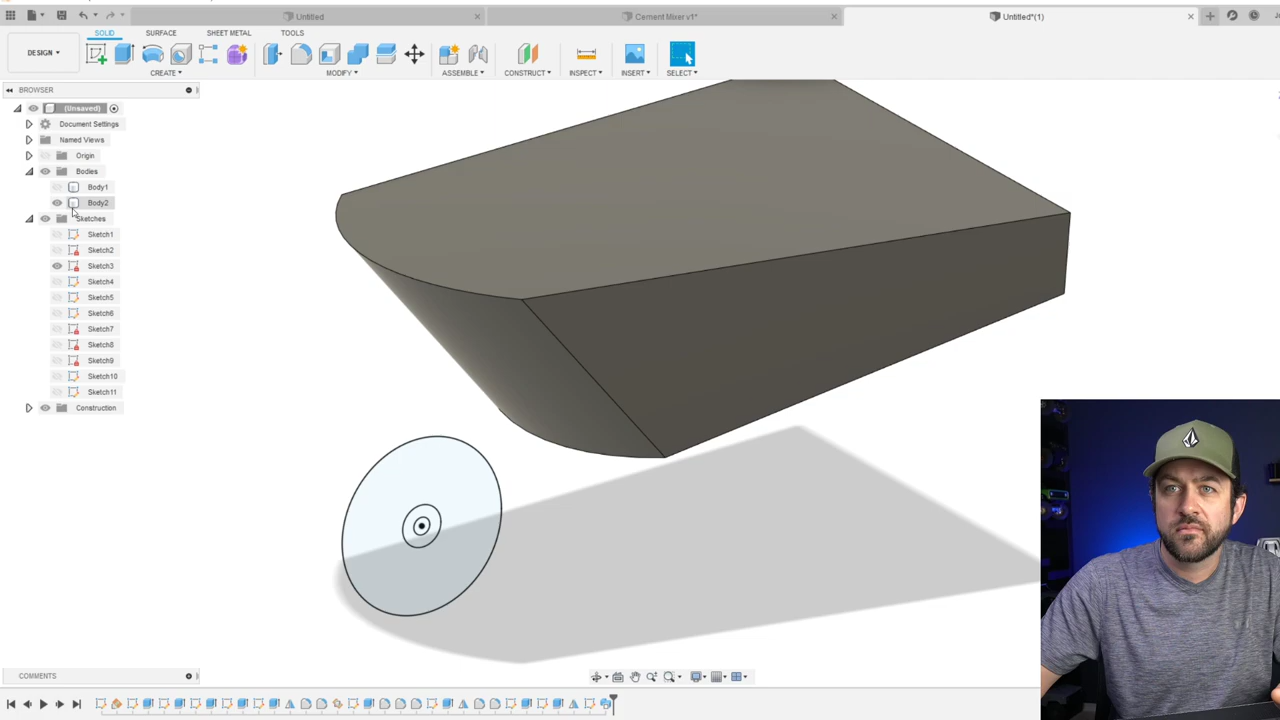 Untitled
Cement Mixer v1*
Untitled*(1)
SOLID
SURFACE
SHEET METAL
TOOLS
DESIGN
CREATE
MODIFY
ASSEMBLE
CONSTRUCT
INSPECT
INSERT
SELECT
BROWSER
(Unsaved)
Document Settings
Named Views
Origin
Bodies
Body1
Body2
Sketches
Sketch1
Sketch2
Sketch3
Sketch4
Sketch5
Sketch6
Sketch7
Sketch8
Sketch9
Sketch10
Sketch11
Construction
COMMENTS